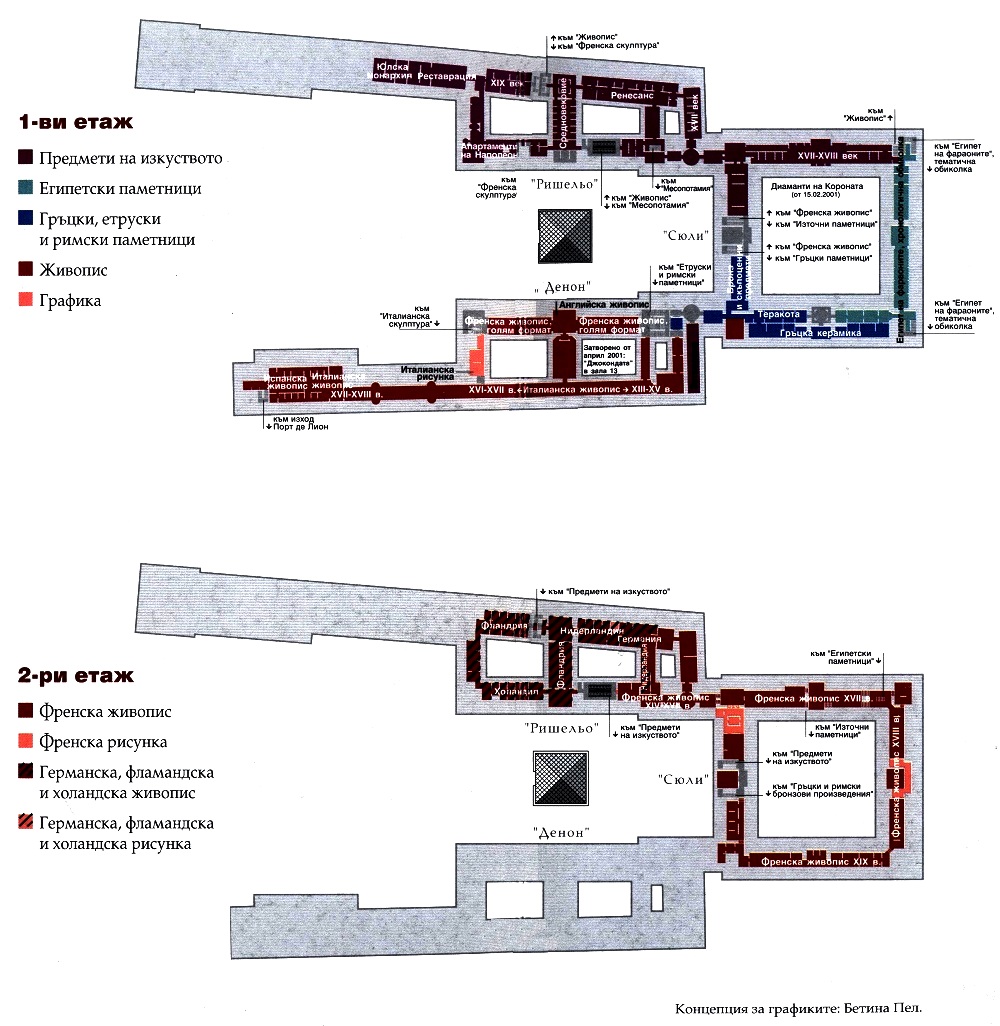 1-ви етаж
Предмети на изкуството
Египетски паметници
Гръцки, етруски
и римски паметници
Живопис
Графика
↑ към "Живопис"
↓ към "Френска скулптура"
Юлска
монархия
Реставрация
XIX век
Средновековие
Ренесанс
XVII век
Апартаменти
на Наполеон
към
"Френска
скулптура"
"Ришельо"
↑ към "Живопис"
↓ към "Месопотамия"
↓ към
"Месопотамия"
XVII-XVIII век
към
"Живопис" ↑
към "Египет
на фараоните",
тематична
↓ обиколка
Диаманти на Короната
(от 15.02.2001)
"Сюли"
↑ към "Френска живопис"
↓ към "Източни паметници"
↑ към "Френска живопис"
↓ към "Гръцки паметници"
към "Етруски
и римски
↓ паметници"
и скъпоценни
предмети
Теракота
Гръцка керамика
към "Египет
на фараоните",
тематична
↓ обиколка
"Денон"
към
"Италианска
скулптура" ↓
Английска живопис
Френска живопис,
голям формат
Френска живопис,
голям формат
Затворено от
април 2001:
"Джокондата"
в зала 13
Италианска
рисунка
Испанска
живопис
Италианска
живопис
XVII-XVIII в.
XVI-XVII в. ← Италианска живопис → XIII-XV в.
към изход
↓ Порт де Лион
2-ри етаж
Френска живопис
Френска рисунка
Германска, фламандска
и холандска живопис
Германска, фламандска
и холандска рисунка
↓ към "Предмети на изкуството"
Фландрия
Нидерландия
Германия
Фландрия
Нидерландия
Холандия
Френска живопис
XIV-XVII в.
"Ришельо"
към "Предмети
↓ на изкуството"
към "Египетски
паметници" ↓
Френска живопис XVII в.
към "Източни
↓ паметници"
"Сюли"
към "Предмети
↓ на изкуството"
към "Гръцки и римски
↓ бронзови произведения"
Френска живопис XVIII в.
"Денон"
Френска живопис XIX в.
Концепция за графиките: Бетина Пел.